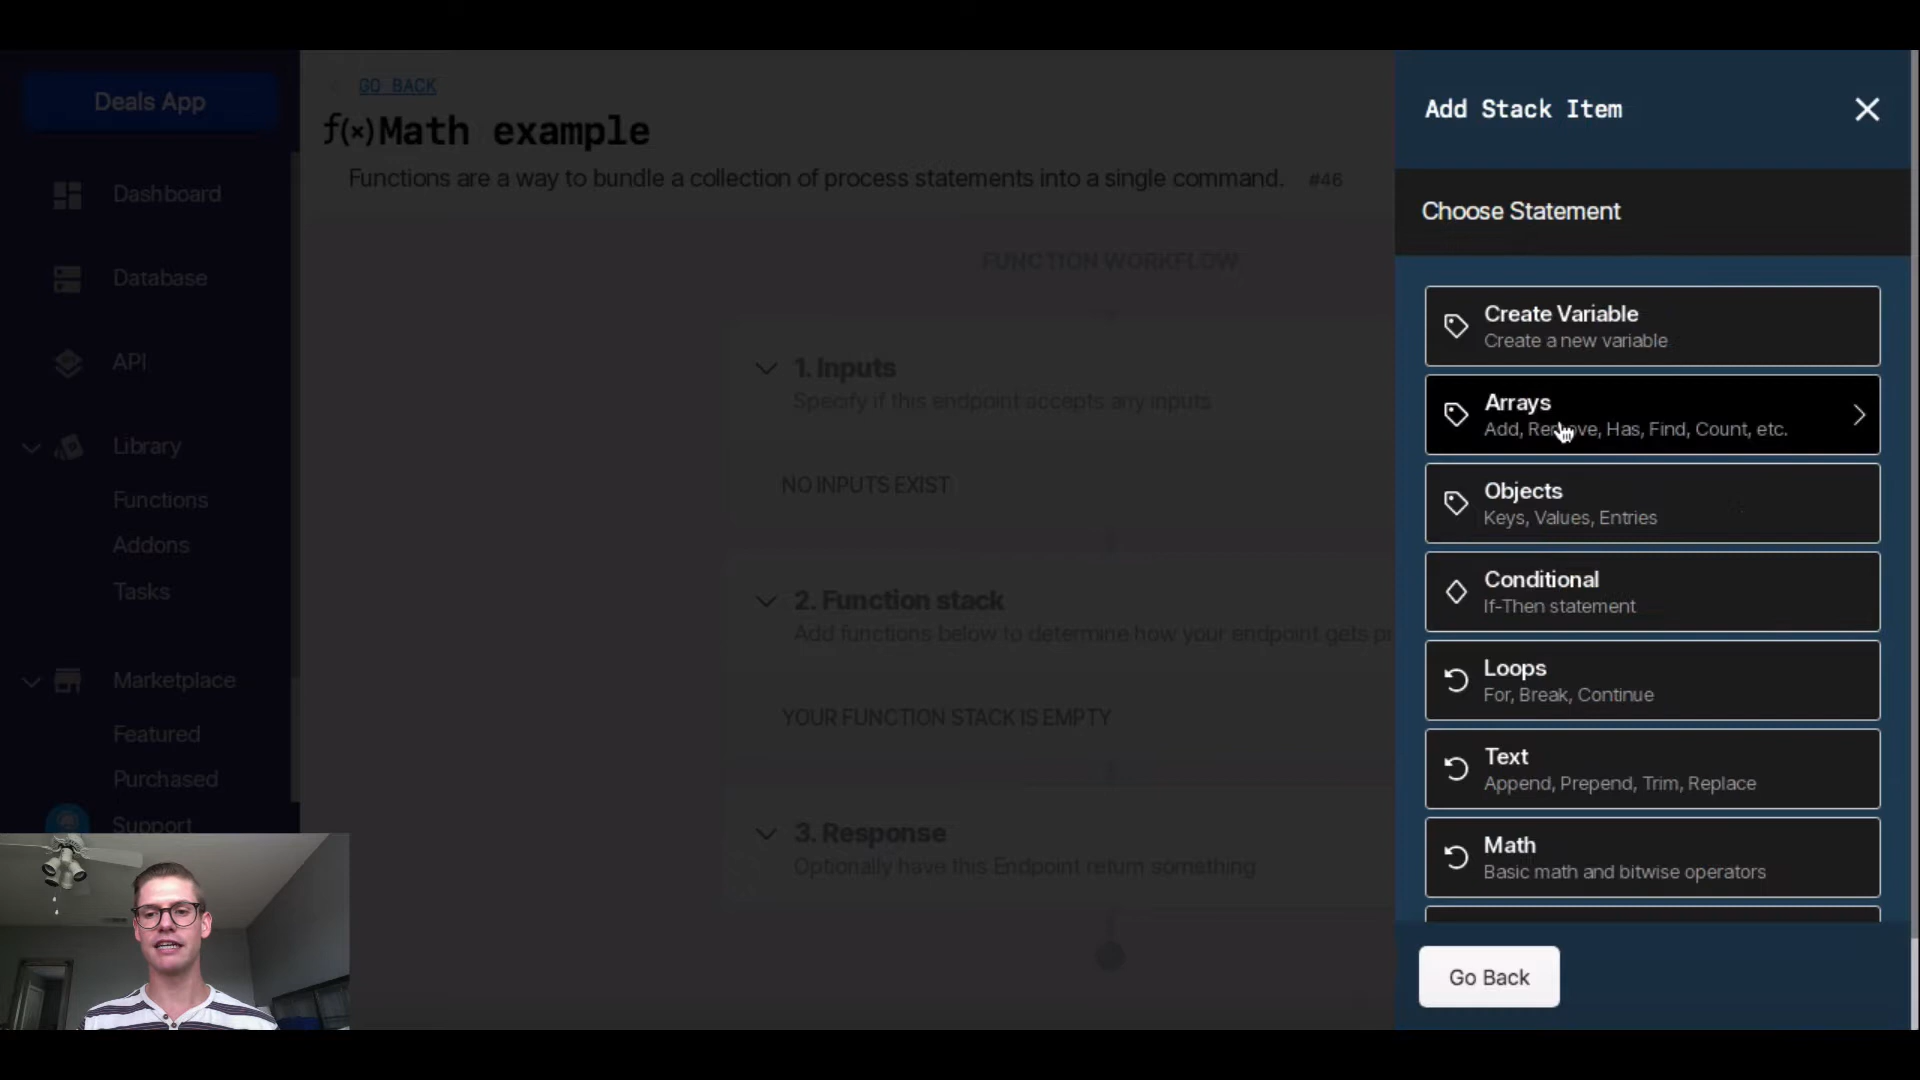 Deals App
Dashboard
Database
API
Library
Functions
Addons
Tasks
Marketplace
Featured
Purchased
Support
GO BACK
f(x) Math example
Functions are a way to bundle a collection of process statements into a single command. #46
FUNCTION WORKFLOW
1. Inputs
Specify if this endpoint accepts any inputs
NO INPUTS EXIST
2. Function stack
Add functions below to determine how your endpoint gets
YOUR FUNCTION STACK IS EMPTY
3. Response
Optionally have this Endpoint return something
Add Stack Item
Choose Statement
Create Variable
Create a new variable
Arrays
Add, Remove, Has, Find, Count, etc.
Objects
Keys, Values, Entries
Conditional
If-Then statement
Loops
For, Break, Continue
Text
Append, Prepend, Trim, Replace
Math
Basic math and bitwise operators
Go Back